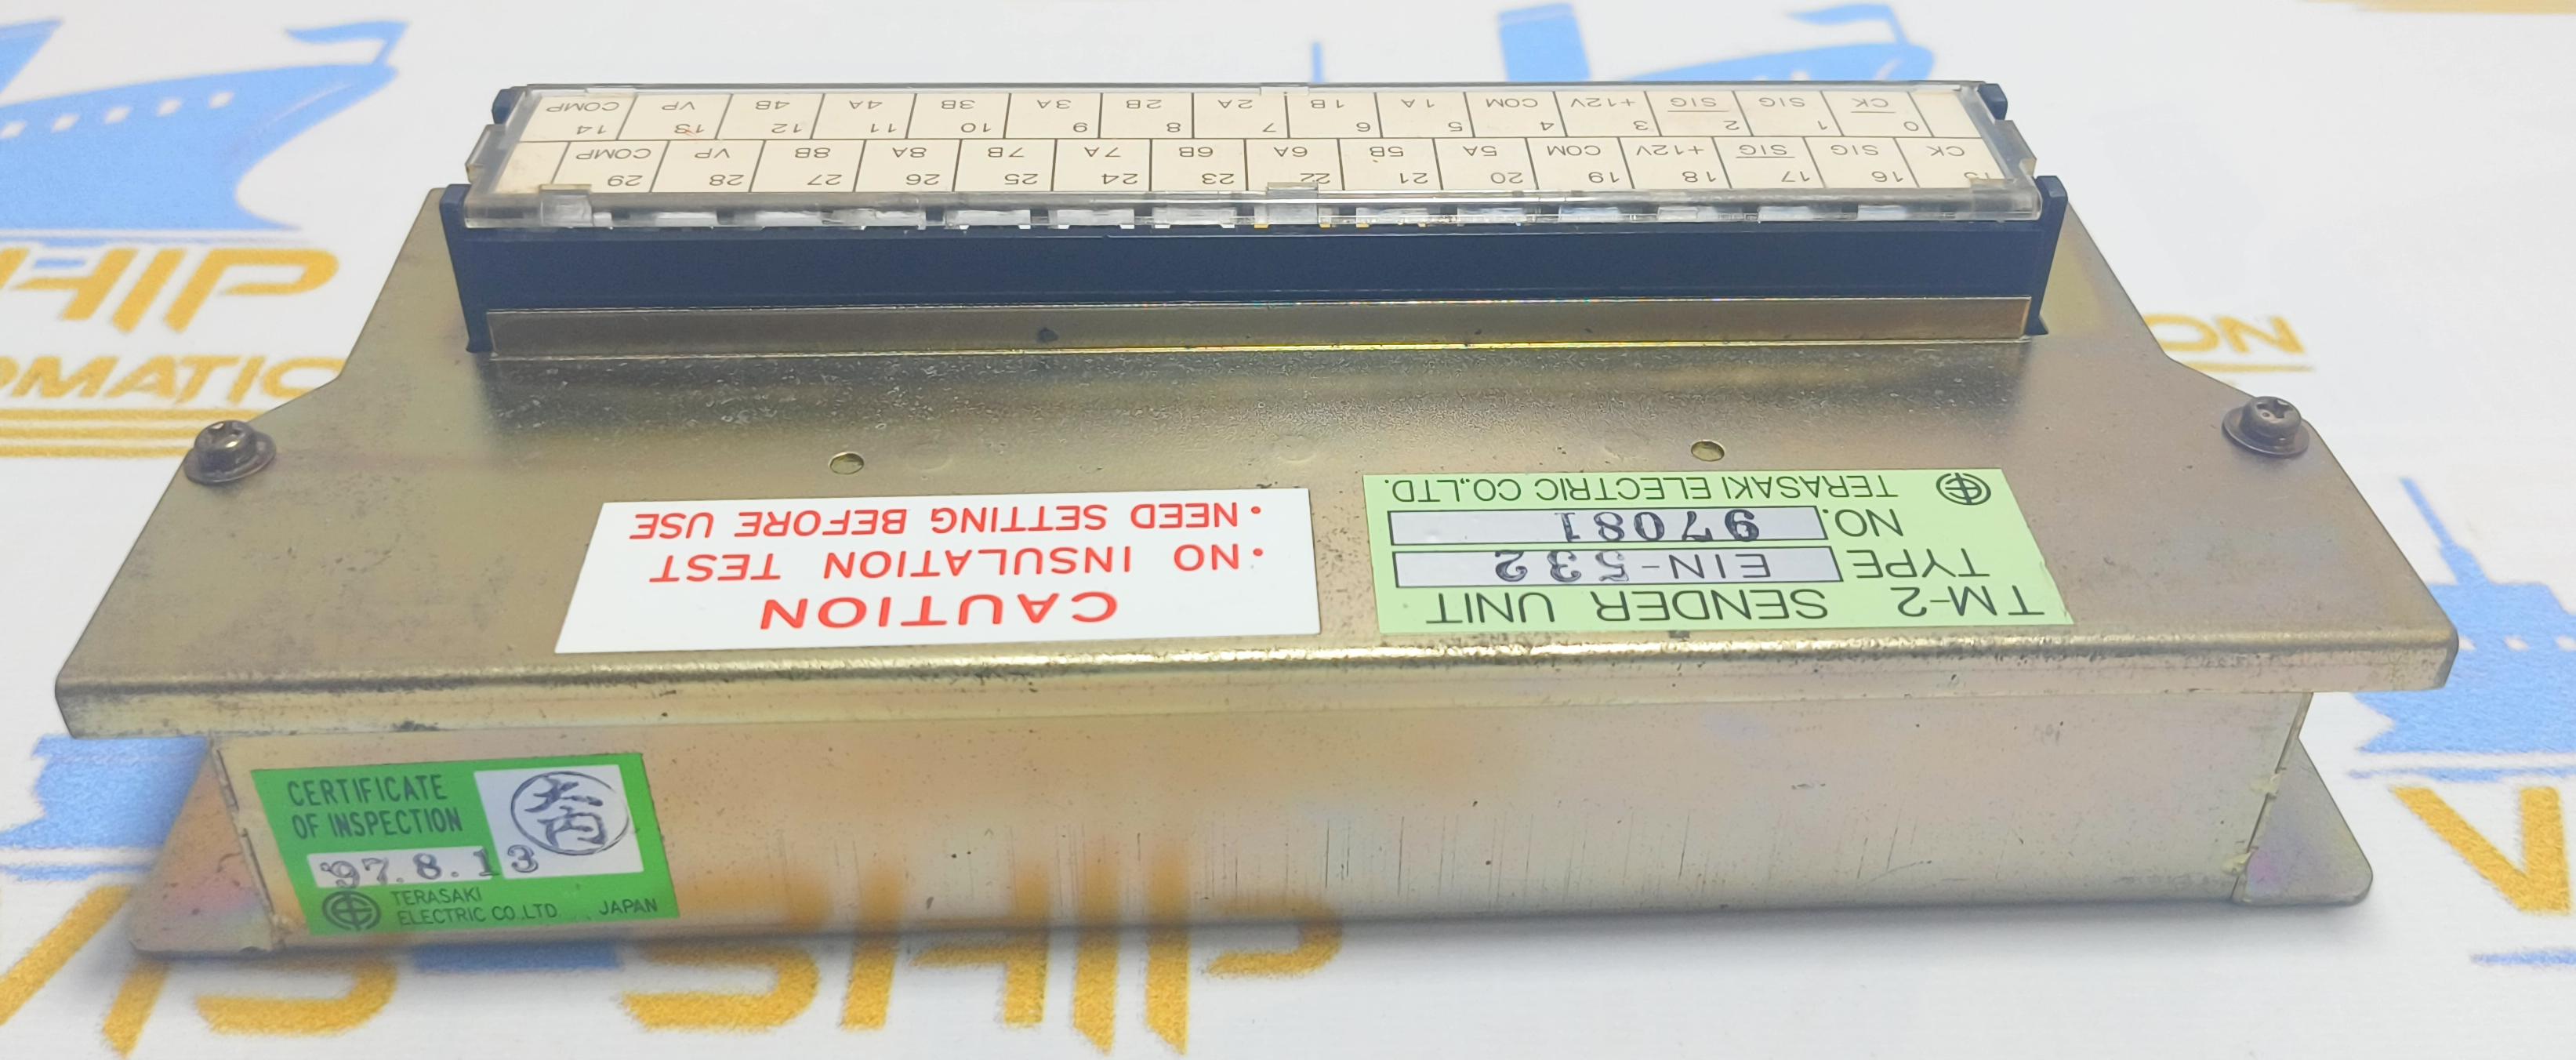 TM-2 SENDER UNIT
TYPE EIN-532
NO. 97081
TERASAKI ELECTRIC CO.,LTD.
CAUTION
• NO INSULATION TEST
• NEED SETTING BEFORE USE
15 16 17 18 19 20 21 22 23 24 25 26 27 28 29
CK SIG S̅I̅G̅ +12V COM 5A 5B 6A 6B 7A 7B 8A 8B VP COMP
0 1 2 3 4 5 6 7 8 9 10 11 12 13 14
C̅K̅ SIG S̅I̅G̅ +12V COM 1A 1B 2A 2B 3A 3B 4A 4B VP COMP
CERTIFICATE
OF INSPECTION
大内
'97.8.13
TERASAKI
ELECTRIC CO.,LTD JAPAN
SHIP